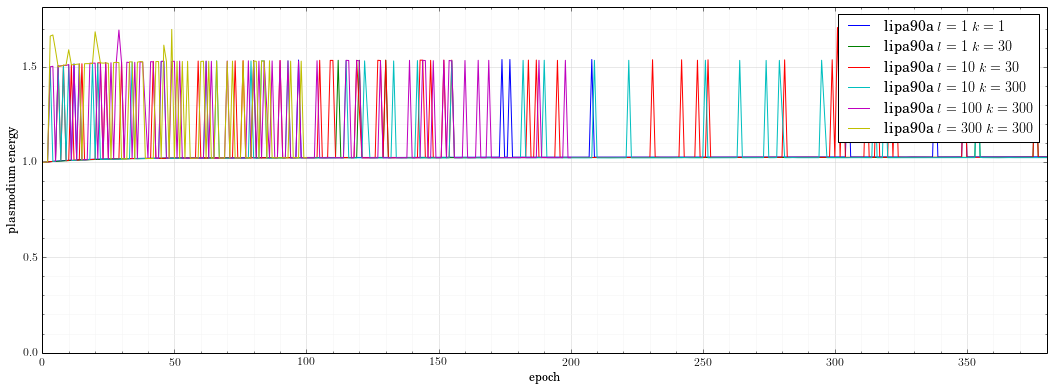 lipa90a l = 1 k = 1
lipa90a l = 1 k = 30
lipa90a l = 10 k = 30
lipa90a l = 10 k = 300
lipa90a l = 100 k = 300
lipa90a l = 300 k = 300
plasmodium energy
1.5
1.0
0.5
0.0
0 50 100 150 200 250 300 350
epoch